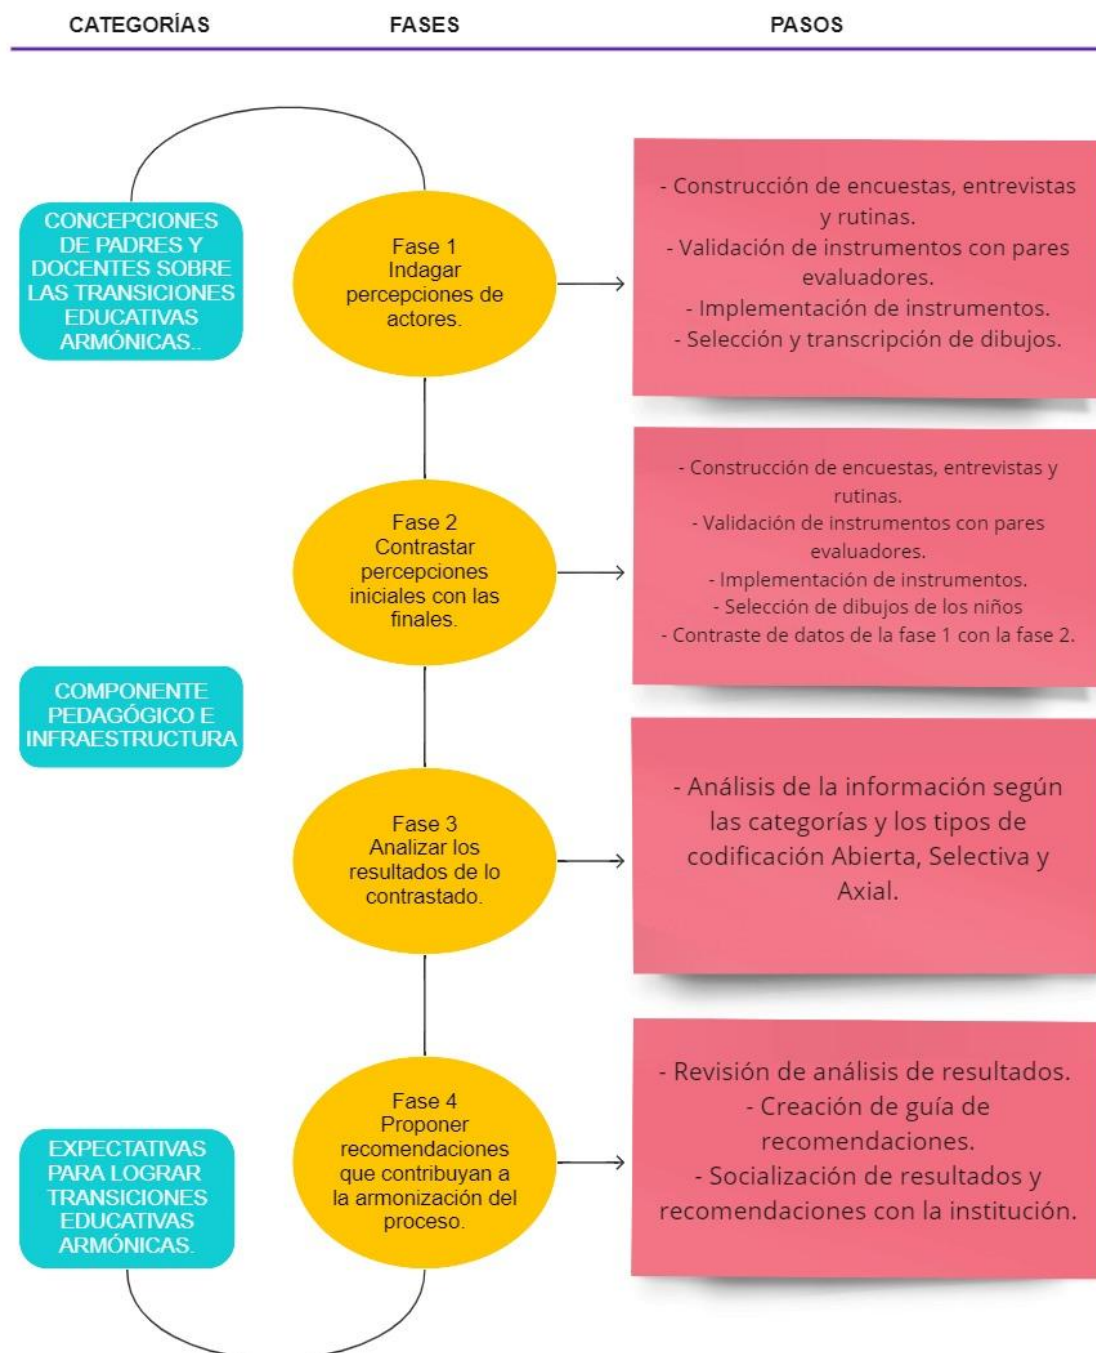 CATEGORÍAS
FASES
PASOS
CONCEPCIONES
DE PADRES Y
DOCENTES SOBRE
LAS TRANSICIONES
EDUCATIVAS
ARMÓNICAS..
Fase 1
Indagar
percepciones de
actores.
- Construcción de encuestas, entrevistas
y rutinas.
- Validación de instrumentos con pares
evaluadores.
- Implementación de instrumentos.
- Selección y transcripción de dibujos.
Fase 2
Contrastar
percepciones
iniciales con las
finales.
- Construcción de encuestas, entrevistas y
rutinas.
- Validación de instrumentos con pares
evaluadores.
- Implementación de instrumentos.
- Selección de dibujos de los niños
- Contraste de datos de la fase 1 con la fase 2.
COMPONENTE
PEDAGÓGICO E
INFRAESTRUCTURA
Fase 3
Analizar los
resultados de lo
contrastado.
- Análisis de la información según
las categorías y los tipos de
codificación Abierta, Selectiva y
Axial.
EXPECTATIVAS
PARA LOGRAR
TRANSICIONES
EDUCATIVAS
ARMÓNICAS.
Fase 4
Proponer
recomendaciones
que contribuyan a
la armonización del
proceso.
- Revisión de análisis de resultados.
- Creación de guía de
recomendaciones.
- Socialización de resultados y
recomendaciones con la institución.